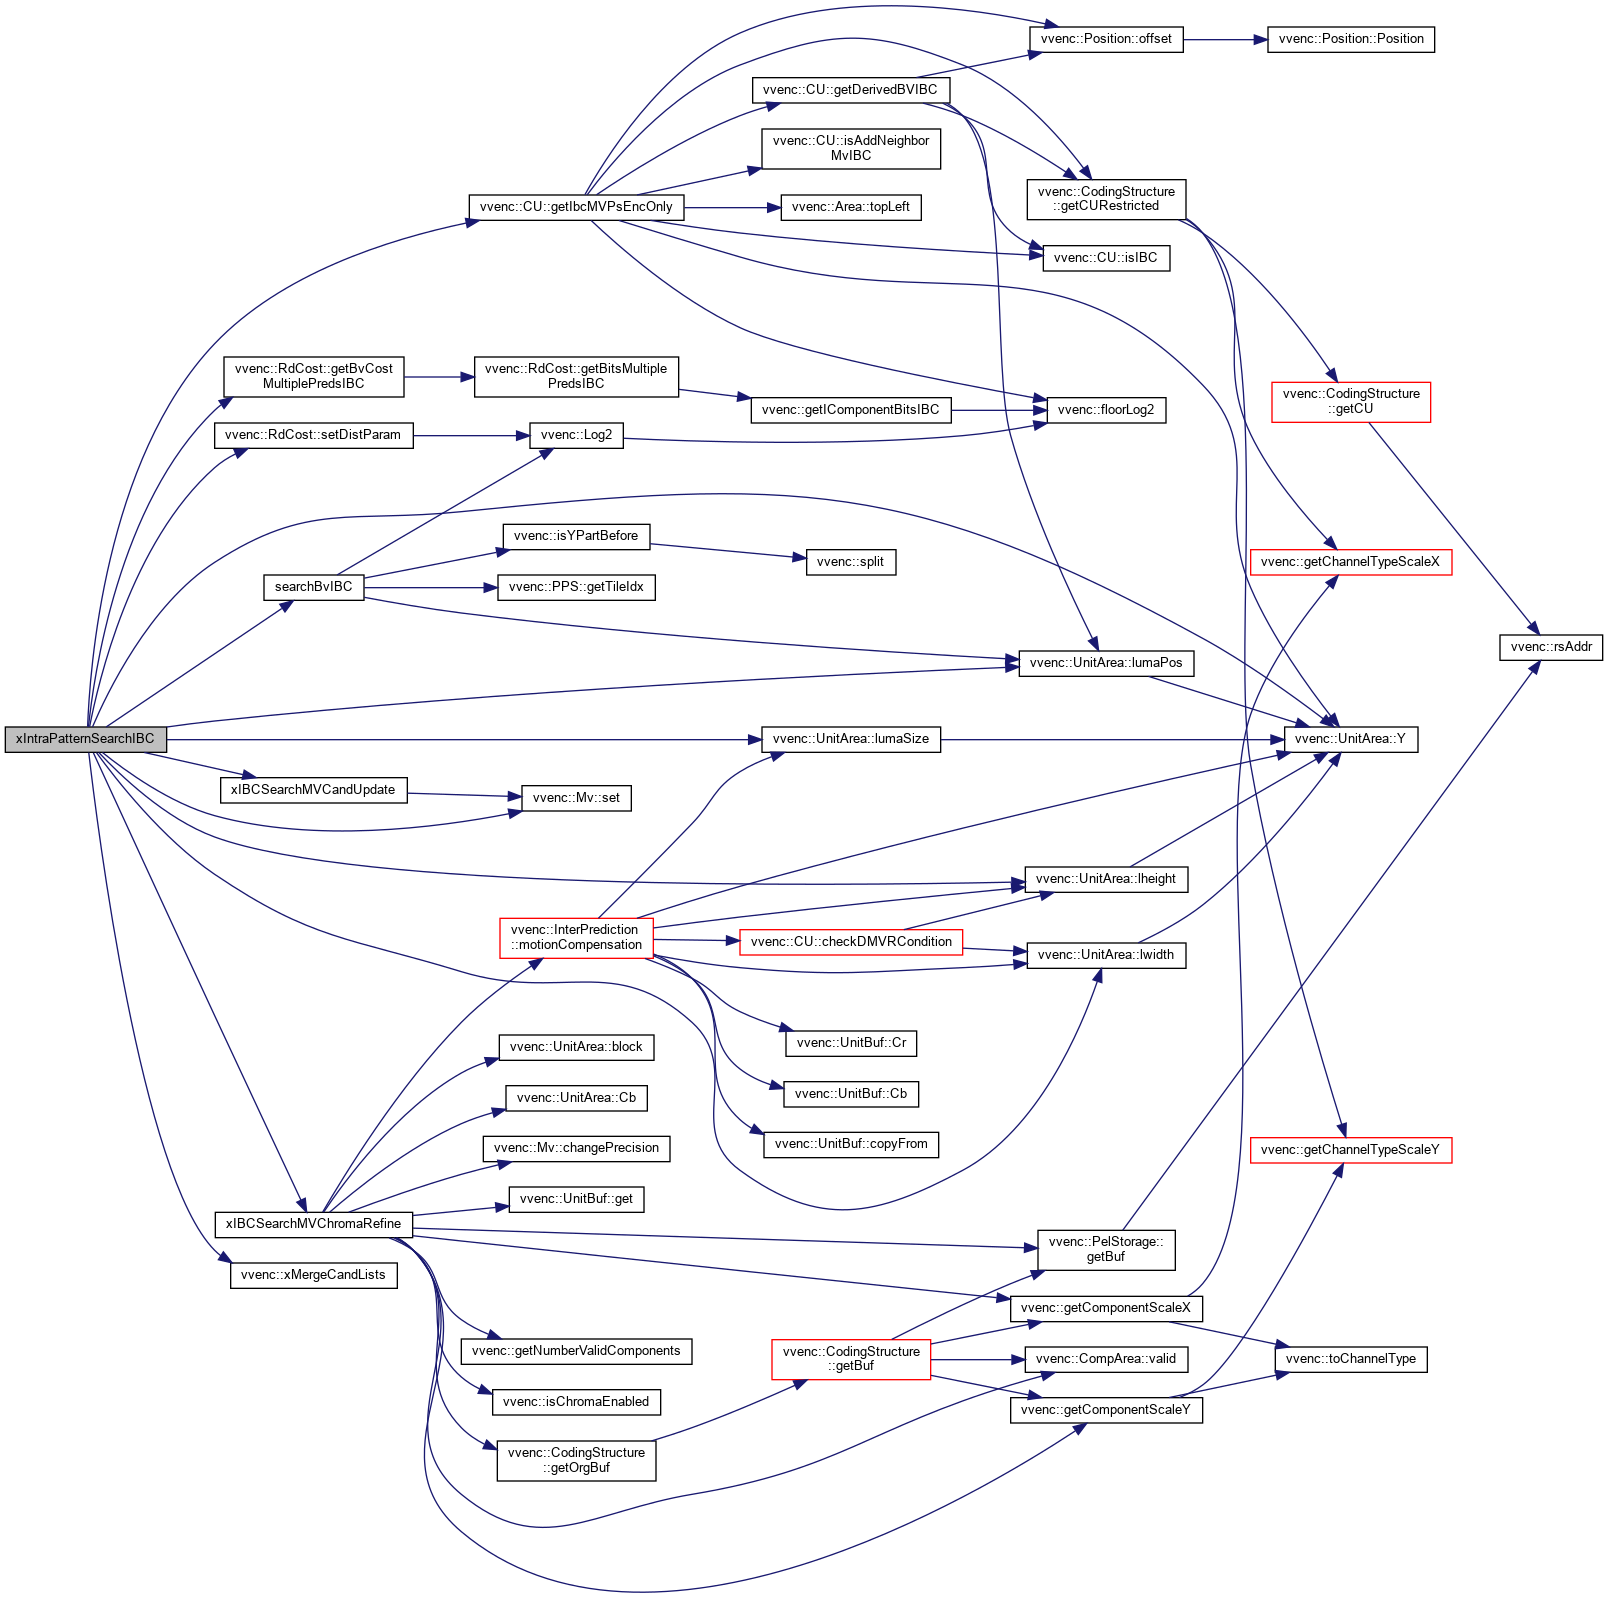 vvenc::Position::offset
vvenc::Position::Position
vvenc::CU::getDerivedBVIBC
vvenc::CU::isAddNeighbor
MvIBC
vvenc::CU::getIbcMVPsEncOnly
vvenc::Area::topLeft
vvenc::CodingStructure
::getCURestricted
vvenc::CU::isIBC
vvenc::RdCost::getBvCost
MultiplePredsIBC
vvenc::RdCost::getBitsMultiple
PredsIBC
vvenc::getIComponentBitsIBC
vvenc::floorLog2
vvenc::CodingStructure
::getCU
vvenc::RdCost::setDistParam
vvenc::Log2
vvenc::isYPartBefore
vvenc::split
vvenc::getChannelTypeScaleX
searchBvIBC
vvenc::PPS::getTileIdx
vvenc::rsAddr
vvenc::UnitArea::lumaPos
xIntraPatternSearchIBC
vvenc::UnitArea::lumaSize
vvenc::UnitArea::Y
xIBCSearchMVCandUpdate
vvenc::Mv::set
vvenc::UnitArea::lheight
vvenc::InterPrediction
::motionCompensation
vvenc::CU::checkDMVRCondition
vvenc::UnitArea::lwidth
vvenc::UnitBuf::Cr
vvenc::UnitArea::block
vvenc::UnitBuf::Cb
vvenc::UnitArea::Cb
vvenc::UnitBuf::copyFrom
vvenc::Mv::changePrecision
vvenc::getChannelTypeScaleY
vvenc::UnitBuf::get
xIBCSearchMVChromaRefine
vvenc::PelStorage::
getBuf
vvenc::xMergeCandLists
vvenc::getComponentScaleX
vvenc::getNumberValidComponents
vvenc::CodingStructure
::getBuf
vvenc::CompArea::valid
vvenc::toChannelType
vvenc::isChromaEnabled
vvenc::getComponentScaleY
vvenc::CodingStructure
::getOrgBuf